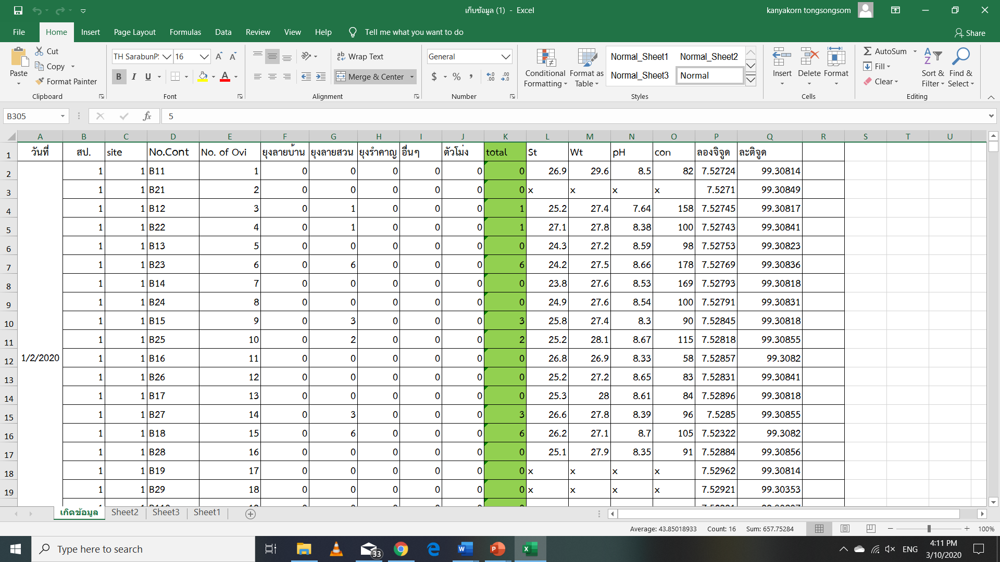 เก็บข้อมูล (1) - Excel
kanyakorn tongsongsom
File Home Insert Page Layout Formulas Data Review View Help Tell me what you want to do Share
Cut
Copy
Format Painter
Paste
Clipboard
TH SarabunPS 16
B I U
Font
Wrap Text
Merge & Center
Alignment
General
$ % ,
Number
Conditional Formatting
Format as Table
Normal_Sheet1 Normal_Sheet2
Normal_Sheet3 Normal
Styles
Insert Delete Format
Cells
AutoSum
Fill
Clear
Sort & Filter
Find & Select
Editing
B305 fx 5
A B C D E F G H I J K L M N O P Q R S T U
1 วันที่ สป. site No.Cont No. of Ovi ยุงลายบ้าน ยุงลายสวน ยุงรำคาญ อื่นๆ ตัวโม่ง total St Wt pH con ลองจิจูด ละติจูด
2 1 1 B11 1 0 0 0 0 0 0 26.9 29.6 8.5 82 7.52724 99.30814
3 1 1 B21 2 0 0 0 0 0 0 x x x x 7.5271 99.30849
4 1 1 B12 3 0 1 0 0 0 1 25.2 27.4 7.64 158 7.52745 99.30817
5 1 1 B22 4 0 1 0 0 0 1 27.1 27.8 8.38 100 7.52743 99.30841
6 1 1 B13 5 0 0 0 0 0 0 24.3 27.2 8.59 98 7.52753 99.30823
7 1 1 B23 6 0 6 0 0 0 6 24.2 27.5 8.66 178 7.52769 99.30836
8 1 1 B14 7 0 0 0 0 0 0 23.8 27.6 8.53 169 7.52793 99.30818
9 1 1 B24 8 0 0 0 0 0 0 24.9 27.6 8.54 100 7.52791 99.30831
10 1 1 B15 9 0 3 0 0 0 3 25.8 27.4 8.3 90 7.52845 99.30818
11 1 1 B25 10 0 2 0 0 0 2 25.2 28.1 8.67 115 7.52818 99.30855
12 1/2/2020 1 1 B16 11 0 0 0 0 0 0 26.8 26.9 8.33 58 7.52857 99.3082
13 1 1 B26 12 0 0 0 0 0 0 25.2 27.2 8.65 83 7.52831 99.30841
14 1 1 B17 13 0 0 0 0 0 0 25.3 28 8.61 84 7.52896 99.30818
15 1 1 B27 14 0 3 0 0 0 3 26.6 27.8 8.39 96 7.5285 99.30855
16 1 1 B18 15 0 6 0 0 0 6 26.2 27.1 8.7 105 7.52322 99.3082
17 1 1 B28 16 0 0 0 0 0 0 25.1 27.9 8.35 91 7.52884 99.30856
18 1 1 B19 17 0 0 0 0 0 0 x x x x 7.52962 99.30814
19 1 1 B29 18 0 0 0 0 0 0 x x x x 7.52921 99.30353
เกิดข้อมูล Sheet2 Sheet3 Sheet1
Average: 43.85018933 Count: 16 Sum: 657.75284 100%
Type here to search
33
ENG
4:11 PM
3/10/2020